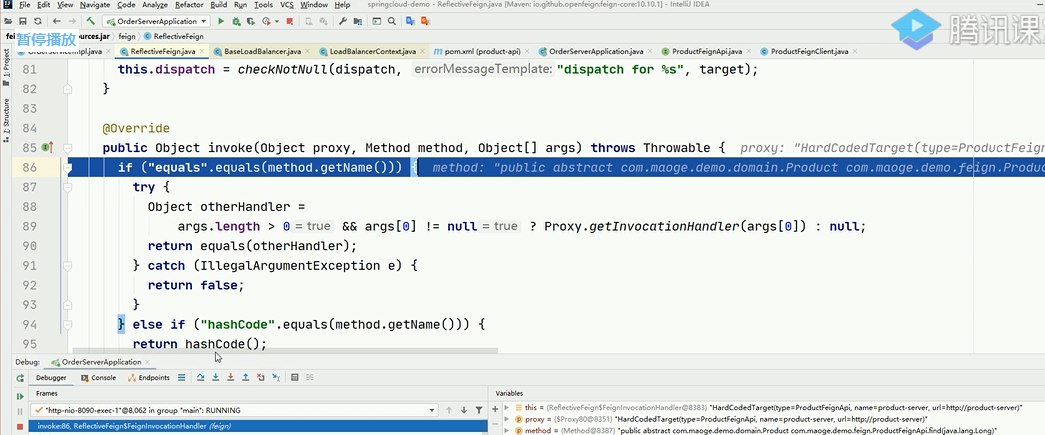 File Edit View Navigate Code Analyze Refactor Build Run Tools VCS Window Help springcloud-demo - ReflectiveFeign.java [Maven: io.github.openfeign:feign-core:10.10.1] - IntelliJ IDEA
腾讯课
OrderServerApplication
暂停播放
ources.jar feign ReflectiveFeign
ReflectiveFeign.java BaseLoadBalancer.java LoadBalancerContext.java pom.xml (product-api) OrderServerApplication.java ProductFeignApi.java ProductFeignClient.java
1: Project
7: Structure
81 this.dispatch = checkNotNull(dispatch, errorMessageTemplate: "dispatch for %s", target);
82 }
83
84 @Override
85 public Object invoke(Object proxy, Method method, Object[] args) throws Throwable { proxy: "HardCodedTarget(type=ProductFeign
86 if ("equals".equals(method.getName())) { method: "public abstract com.maoge.demo.domain.Product com.maoge.demo.feign.Produc
87 try {
88 Object otherHandler =
89 args.length > 0 = true && args[0] != null = true ? Proxy.getInvocationHandler(args[0]) : null;
90 return equals(otherHandler);
91 } catch (IllegalArgumentException e) {
92 return false;
93 }
94 } else if ("hashCode".equals(method.getName())) {
95 return hashCode();
Debug: OrderServerApplication
Debugger Console Endpoints
Frames Variables
"http-nio-8090-exec-1"@8,062 in group "main": RUNNING
this = {ReflectiveFeign$FeignInvocationHandler@8383} "HardCodedTarget(type=ProductFeignApi, name=product-server, url=http://product-server)"
proxy = {$Proxy80@8351} "HardCodedTarget(type=ProductFeignApi, name=product-server, url=http://product-server)"
invoke:86, ReflectiveFeign$FeignInvocationHandler (feign)
method = {Method@8387} "public abstract com.maoge.demo.domain.Product com.maoge.demo.feign.ProductFeignApi.find(java.lang.Long)"